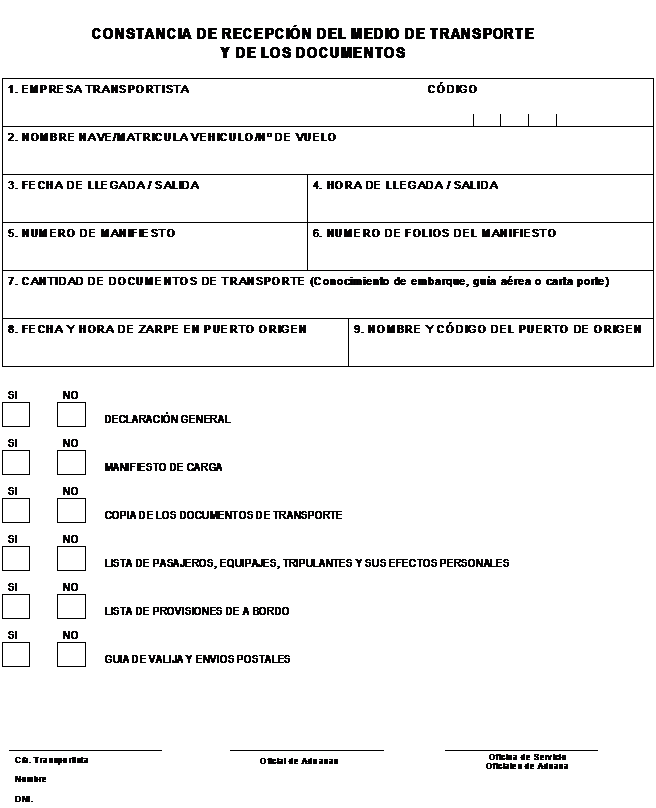 CONSTANCIA DE RECEPCIÓN DEL MEDIO DE TRANSPORTE
Y DE LOS DOCUMENTOS
1. EMPRESA TRANSPORTISTA CÓDIGO
2. NOMBRE NAVE/MATRICULA VEHICULO/Nº DE VUELO
3. FECHA DE LLEGADA / SALIDA 4. HORA DE LLEGADA / SALIDA
5. NUMERO DE MANIFIESTO 6. NUMERO DE FOLIOS DEL MANIFIESTO
7. CANTIDAD DE DOCUMENTOS DE TRANSPORTE (Conocimiento de embarque, guía aérea o carta porte)
8. FECHA Y HORA DE ZARPE EN PUERTO ORIGEN 9. NOMBRE Y CÓDIGO DEL PUERTO DE ORIGEN
SI NO
DECLARACIÓN GENERAL
SI NO
MANIFIESTO DE CARGA
SI NO
COPIA DE LOS DOCUMENTOS DE TRANSPORTE
SI NO
LISTA DE PASAJEROS, EQUIPAJES, TRIPULANTES Y SUS EFECTOS PERSONALES
SI NO
LISTA DE PROVISIONES DE A BORDO
SI NO
GUIA DE VALIJA Y ENVIOS POSTALES
Cía. Transportista Oficial de Aduanas Oficina de Servicio
Oficiales de Aduana
Nombre
DNI.